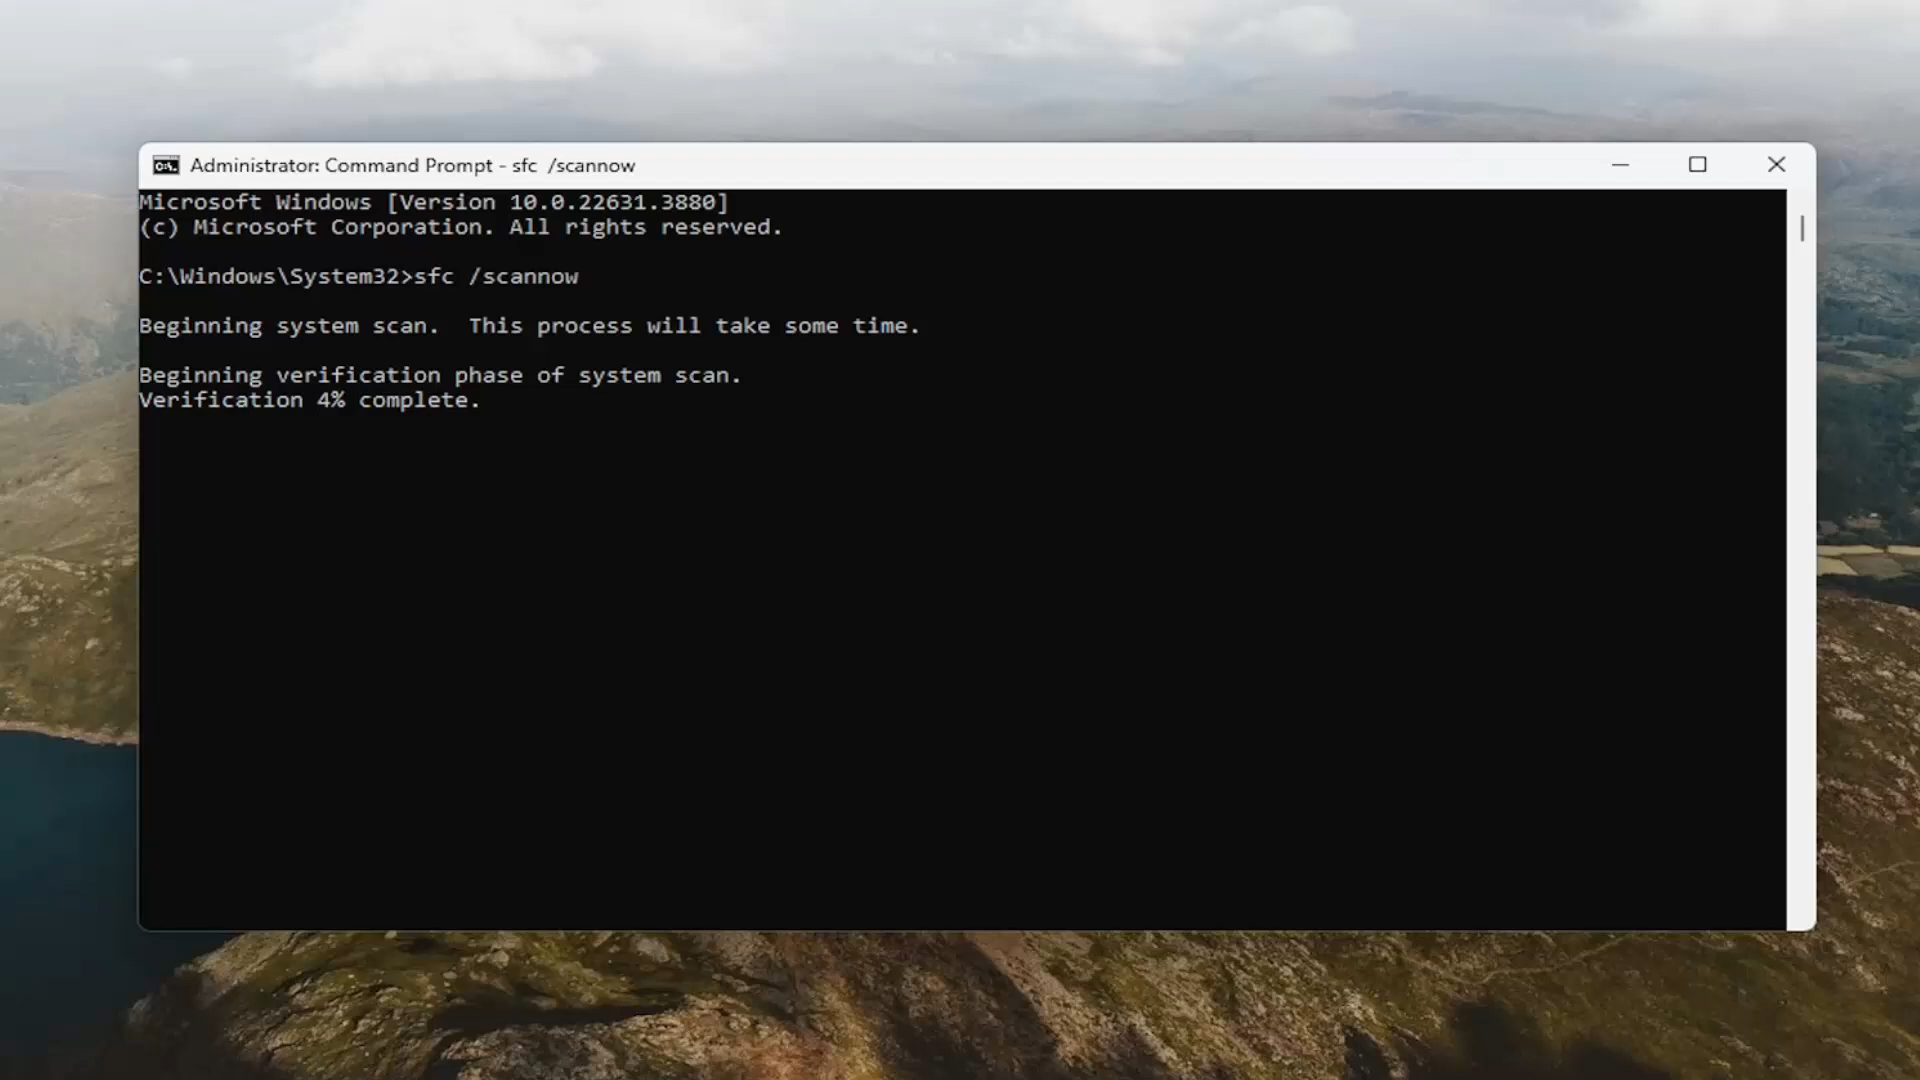 Administrator: Command Prompt - sfc  /scannow
Microsoft Windows [Version 10.0.22631.3880]
(c) Microsoft Corporation. All rights reserved.
C:\Windows\System32>sfc /scannow
Beginning system scan.  This process will take some time.
Beginning verification phase of system scan.
Verification 4% complete.